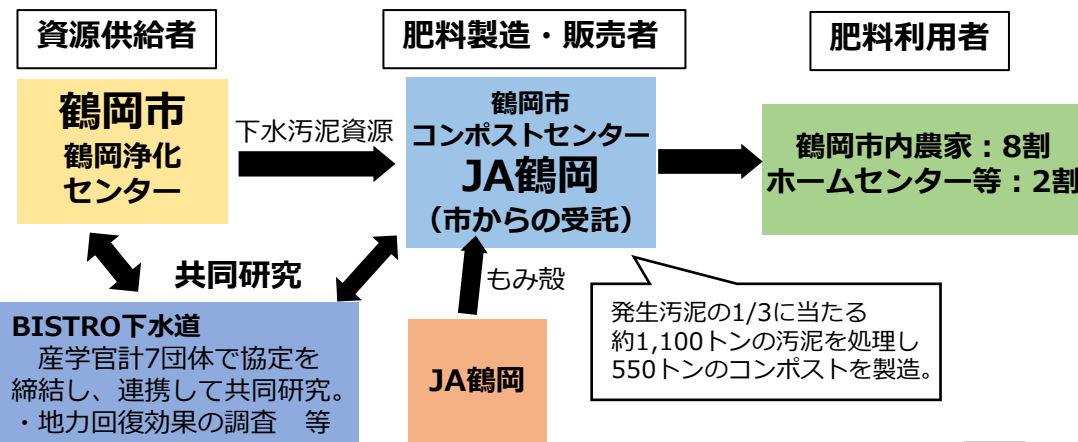 資源供給者
肥料製造・販売者
肥料利用者
鶴岡市
鶴岡浄化
センター
下水汚泥資源
鶴岡市
コンポストセンター
JA鶴岡
（市からの受託）
鶴岡市内農家：8割
ホームセンター等：2割
共同研究
もみ殻
BISTRO下水道
産学官計7団体で協定を
締結し、連携して共同研究。
・地力回復効果の調査　等
JA鶴岡
発生汚泥の1/3に当たる
約1,100トンの汚泥を処理し
550トンのコンポストを製造。